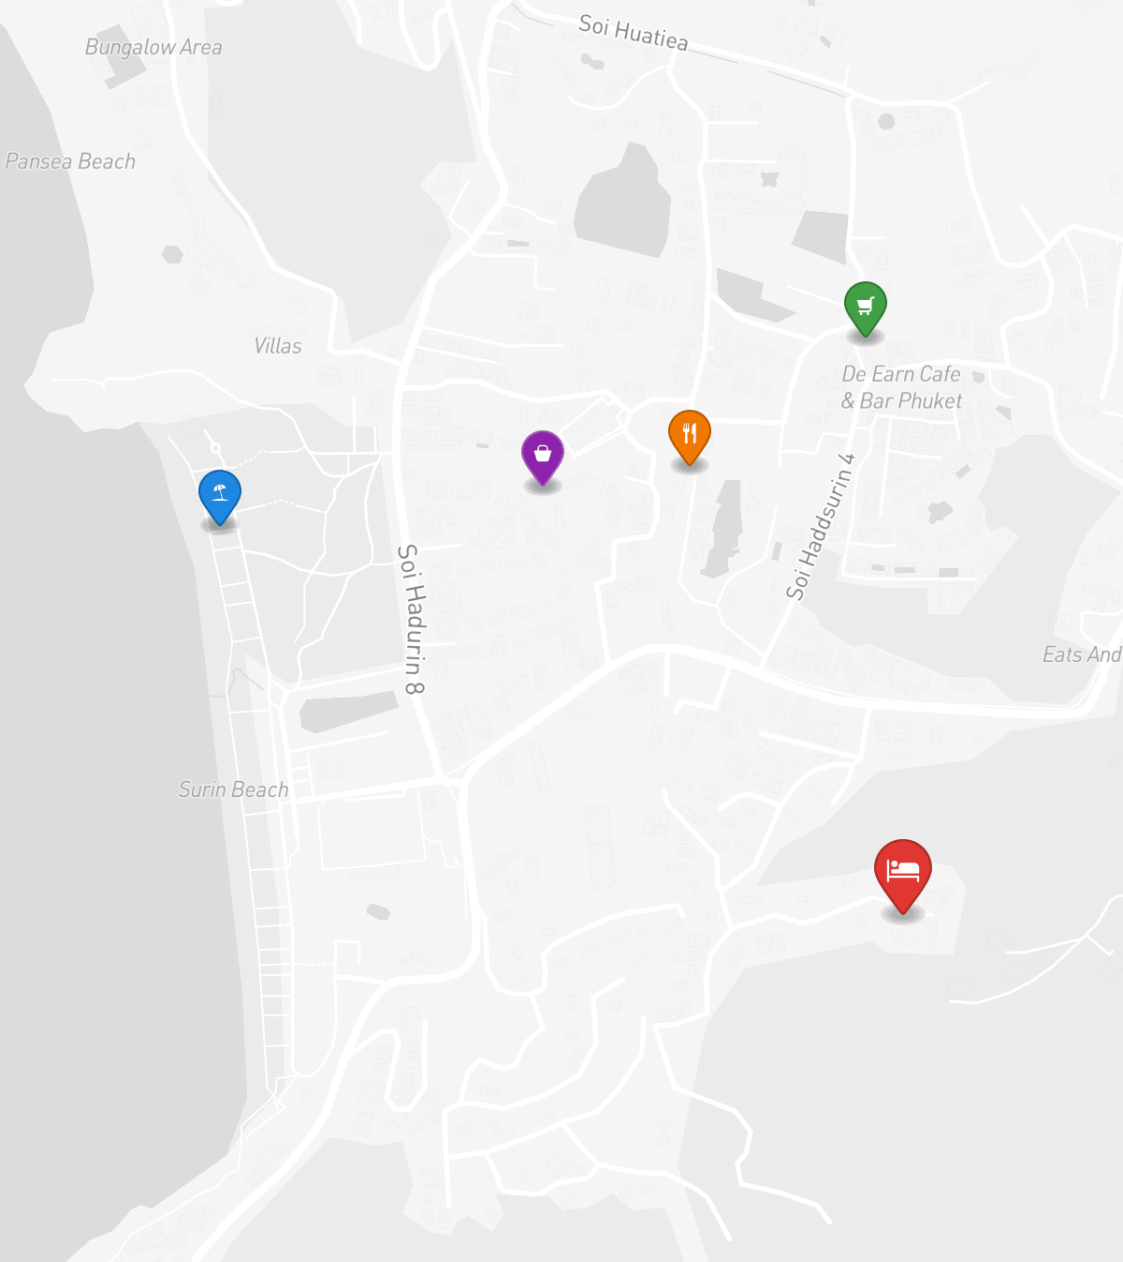 Soi Huatiea
Bungalow Area
Pansea Beach
Villas
De Earn Cafe
& Bar Phuket
Soi Haddsurin 4
Soi Hadurin 8
Eats And
Surin Beach